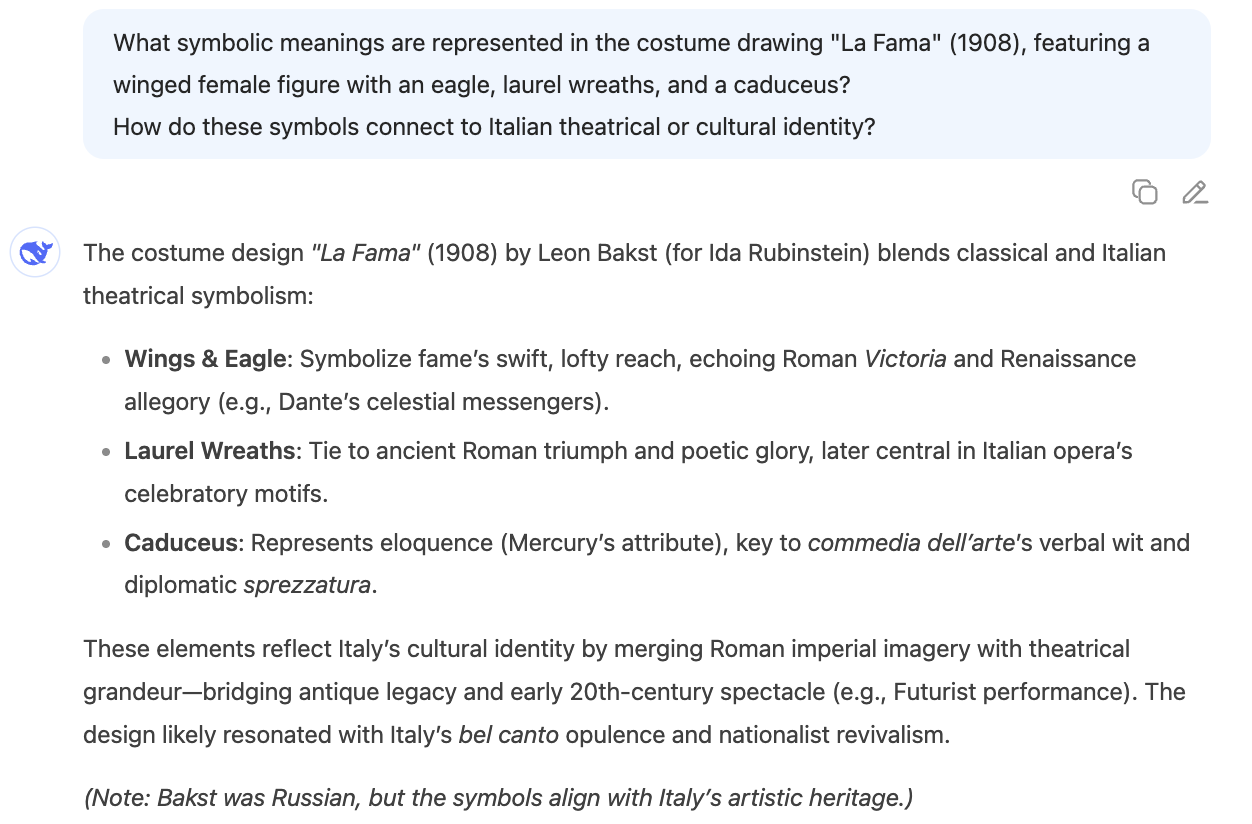 What symbolic meanings are represented in the costume drawing "La Fama" (1908), featuring a
winged female figure with an eagle, laurel wreaths, and a caduceus?
How do these symbols connect to Italian theatrical or cultural identity?
The costume design "La Fama" (1908) by Leon Bakst (for Ida Rubinstein) blends classical and Italian
theatrical symbolism:
• Wings & Eagle: Symbolize fame’s swift, lofty reach, echoing Roman Victoria and Renaissance
allegory (e.g., Dante’s celestial messengers).
• Laurel Wreaths: Tie to ancient Roman triumph and poetic glory, later central in Italian opera’s
celebratory motifs.
• Caduceus: Represents eloquence (Mercury’s attribute), key to commedia dell’arte’s verbal wit and
diplomatic sprezzatura.
These elements reflect Italy’s cultural identity by merging Roman imperial imagery with theatrical
grandeur—bridging antique legacy and early 20th-century spectacle (e.g., Futurist performance). The
design likely resonated with Italy’s bel canto opulence and nationalist revivalism.
(Note: Bakst was Russian, but the symbols align with Italy’s artistic heritage.)